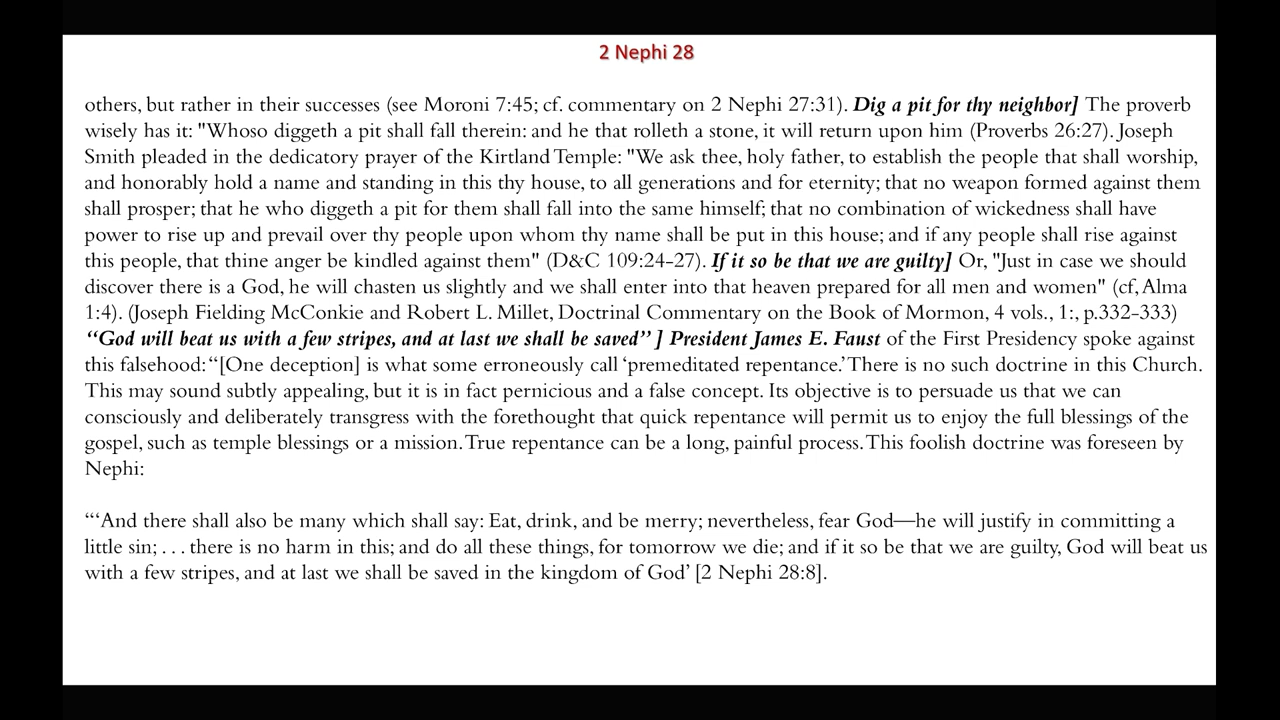 2 Nephi 28
others, but rather in their successes (see Moroni 7:45; cf. commentary on 2 Nephi 27:31). Dig a pit for thy neighbor] The proverb
wisely has it: "Whoso diggeth a pit shall fall therein: and he that rolleth a stone, it will return upon him (Proverbs 26:27). Joseph
Smith pleaded in the dedicatory prayer of the Kirtland Temple: "We ask thee, holy father, to establish the people that shall worship,
and honorably hold a name and standing in this thy house, to all generations and for eternity; that no weapon formed against them
shall prosper; that he who diggeth a pit for them shall fall into the same himself; that no combination of wickedness shall have
power to rise up and prevail over thy people upon whom thy name shall be put in this house; and if any people shall rise against
this people, that thine anger be kindled against them" (D&C 109:24-27). If it so be that we are guilty] Or, "Just in case we should
discover there is a God, he will chasten us slightly and we shall enter into that heaven prepared for all men and women" (cf, Alma
1:4). (Joseph Fielding McConkie and Robert L. Millet, Doctrinal Commentary on the Book of Mormon, 4 vols., 1:, p.332-333)
“God will beat us with a few stripes, and at last we shall be saved” ] President James E. Faust of the First Presidency spoke against
this falsehood: “[One deception] is what some erroneously call ‘premeditated repentance.’ There is no such doctrine in this Church.
This may sound subtly appealing, but it is in fact pernicious and a false concept. Its objective is to persuade us that we can
consciously and deliberately transgress with the forethought that quick repentance will permit us to enjoy the full blessings of the
gospel, such as temple blessings or a mission. True repentance can be a long, painful process. This foolish doctrine was foreseen by
Nephi:
“‘And there shall also be many which shall say: Eat, drink, and be merry; nevertheless, fear God—he will justify in committing a
little sin; . . . there is no harm in this; and do all these things, for tomorrow we die; and if it so be that we are guilty, God will beat us
with a few stripes, and at last we shall be saved in the kingdom of God’ [2 Nephi 28:8].